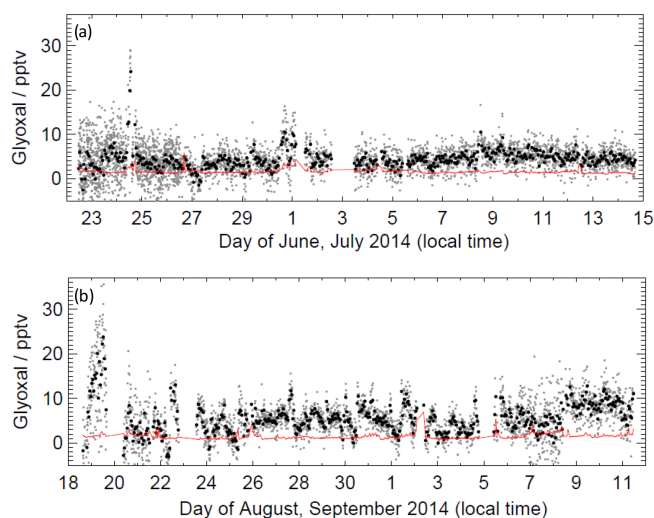 (a)
30
20
10
0
Glyoxal / pptv
23 25 27 29 1 3 5 7 9 11 13 15
Day of June, July 2014 (local time)
(b)
30
20
10
0
Glyoxal / pptv
18 20 22 24 26 28 30 1 3 5 7 9 11
Day of August, September 2014 (local time)